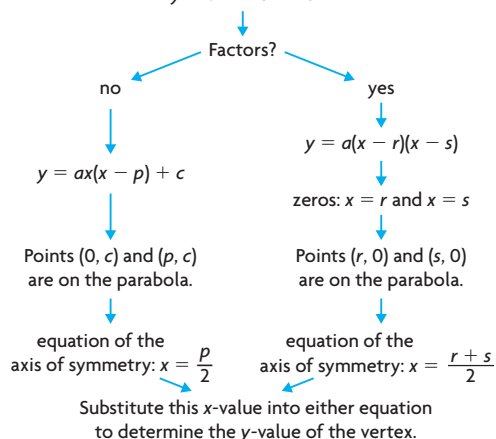 Factors?
no
yes
y = ax(x − p) + c
y = a(x − r)(x − s)
zeros: x = r and x = s
Points (0, c) and (p, c)
are on the parabola.
Points (r, 0) and (s, 0)
are on the parabola.
equation of the
axis of symmetry: x = p/2
equation of the
axis of symmetry: x = (r + s)/2
Substitute this x-value into either equation
to determine the y-value of the vertex.